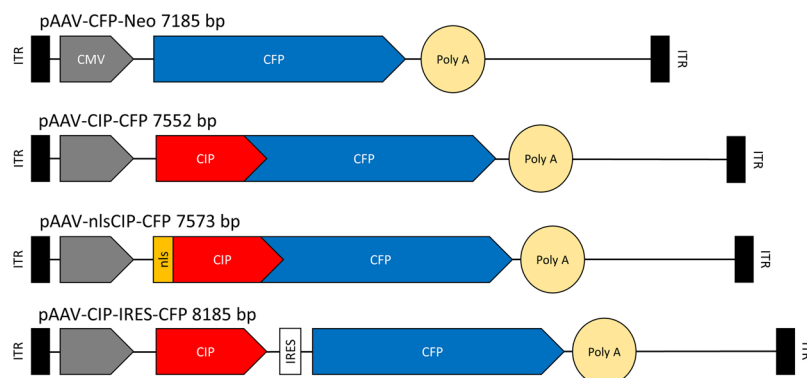 pAAV-CFP-Neo 7185 bp
ITR CMV CFP Poly A ITR
pAAV-CIP-CFP 7552 bp
ITR CIP CFP Poly A ITR
pAAV-nlsCIP-CFP 7573 bp
ITR nls CIP CFP Poly A ITR
pAAV-CIP-IRES-CFP 8185 bp
ITR CIP IRES CFP Poly A ITR